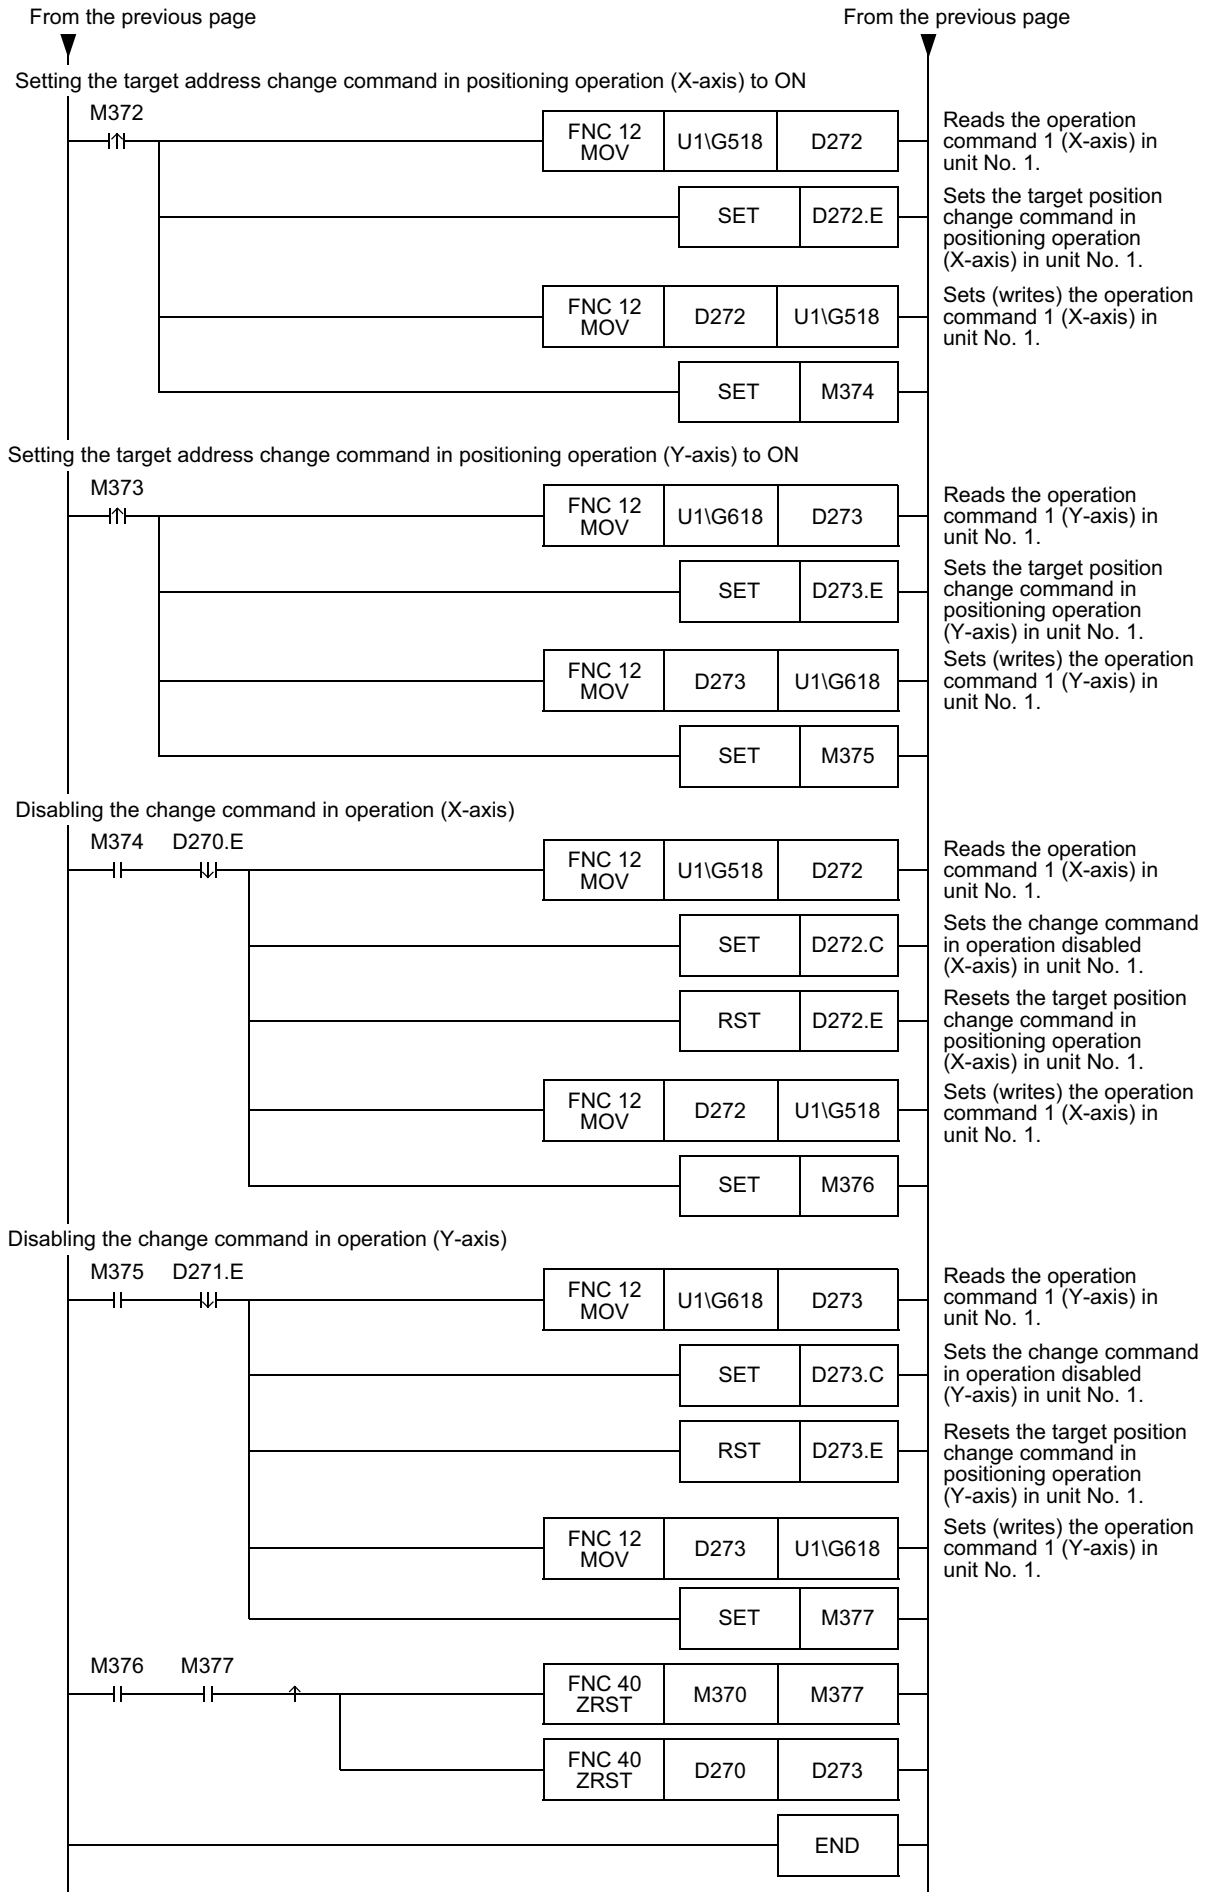 From the previous page
From the previous page
Setting the target address change command in positioning operation (X-axis) to ON
M372
FNC 12
MOV
U1\G518
D272
Reads the operation
command 1 (X-axis) in
unit No. 1.
SET
D272.E
Sets the target position
change command in
positioning operation
(X-axis) in unit No. 1.
FNC 12
MOV
D272
U1\G518
Sets (writes) the operation
command 1 (X-axis) in
unit No. 1.
SET
M374
Setting the target address change command in positioning operation (Y-axis) to ON
M373
FNC 12
MOV
U1\G618
D273
Reads the operation
command 1 (Y-axis) in
unit No. 1.
SET
D273.E
Sets the target position
change command in
positioning operation
(Y-axis) in unit No. 1.
FNC 12
MOV
D273
U1\G618
Sets (writes) the operation
command 1 (Y-axis) in
unit No. 1.
SET
M375
Disabling the change command in operation (X-axis)
M374
D270.E
FNC 12
MOV
U1\G518
D272
Reads the operation
command 1 (X-axis) in
unit No. 1.
SET
D272.C
Sets the change command
in operation disabled
(X-axis) in unit No. 1.
RST
D272.E
Resets the target position
change command in
positioning operation
(X-axis) in unit No. 1.
FNC 12
MOV
D272
U1\G518
Sets (writes) the operation
command 1 (X-axis) in
unit No. 1.
SET
M376
Disabling the change command in operation (Y-axis)
M375
D271.E
FNC 12
MOV
U1\G618
D273
Reads the operation
command 1 (Y-axis) in
unit No. 1.
SET
D273.C
Sets the change command
in operation disabled
(Y-axis) in unit No. 1.
RST
D273.E
Resets the target position
change command in
positioning operation
(Y-axis) in unit No. 1.
FNC 12
MOV
D273
U1\G618
Sets (writes) the operation
command 1 (Y-axis) in
unit No. 1.
SET
M377
M376
M377
FNC 40
ZRST
M370
M377
FNC 40
ZRST
D270
D273
END